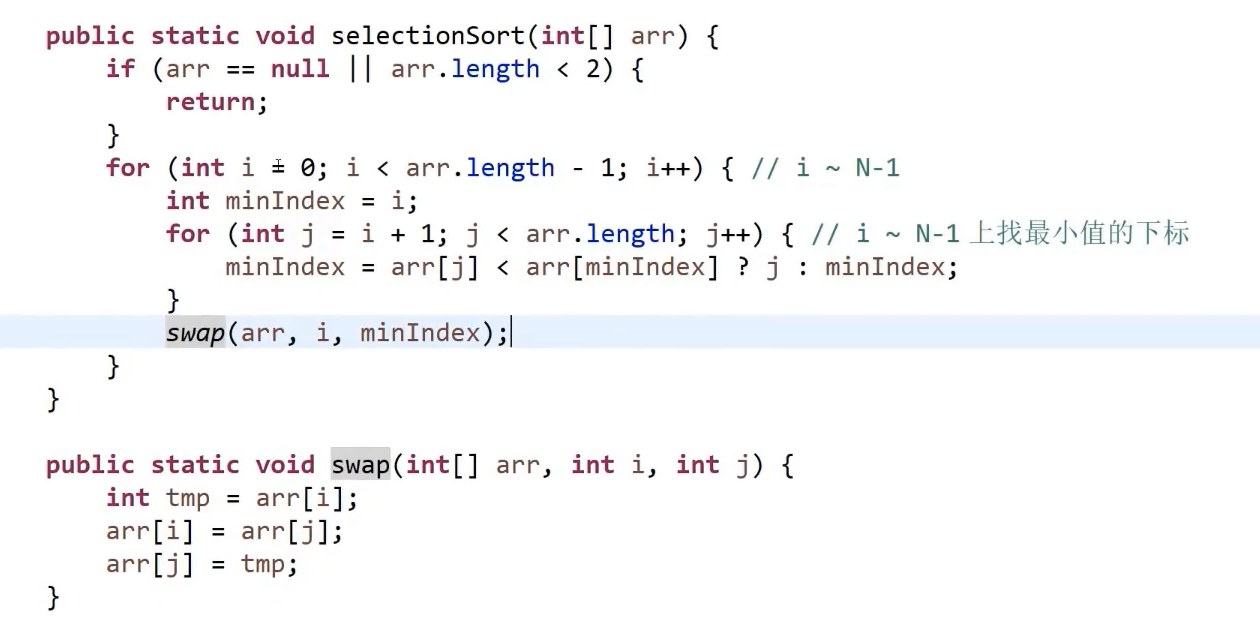 public static void selectionSort(int[] arr) {
    if (arr == null || arr.length < 2) {
        return;
    }
    for (int i = 0; i < arr.length - 1; i++) { // i ~ N-1
        int minIndex = i;
        for (int j = i + 1; j < arr.length; j++) { // i ~ N-1 上找最小值的下标
            minIndex = arr[j] < arr[minIndex] ? j : minIndex;
        }
        swap(arr, i, minIndex);
    }
}

public static void swap(int[] arr, int i, int j) {
    int tmp = arr[i];
    arr[i] = arr[j];
    arr[j] = tmp;
}